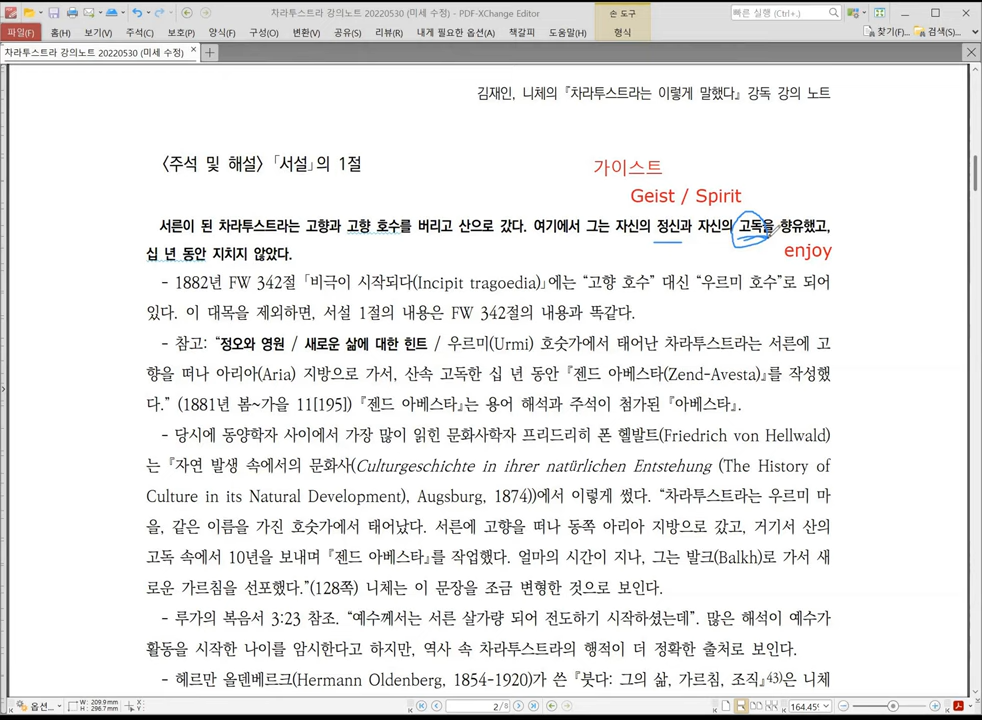 차라투스트라 강의노트 20220530 (미세 수정) - PDF-XChange Editor
손 도구
빠른 실행 (Ctrl+.)
파일(F) 홈(H) 보기(V) 주석(C) 보호(P) 양식(F) 구성(O) 변환(V) 공유(S) 리뷰(R) 내게 필요한 옵션(A) 책갈피 도움말(H) 형식 찾기(F)... 검색(S)...
차라투스트라 강의노트 20220530 (미세 수정)
김재인, 니체의 『차라투스트라는 이렇게 말했다』 강독 강의 노트
〈주석 및 해설〉 「서설」의 1절
가이스트
Geist / Spirit
서른이 된 차라투스트라는 고향과 고향 호수를 버리고 산으로 갔다. 여기에서 그는 자신의 정신과 자신의 고독을 향유했고,
십 년 동안 지치지 않았다.
enjoy
- 1882년 FW 342절 「비극이 시작되다(Incipit tragoedia)」에는 “고향 호수” 대신 “우르미 호수”로 되어
있다. 이 대목을 제외하면, 서설 1절의 내용은 FW 342절의 내용과 똑같다.
- 참고: “정오와 영원 / 새로운 삶에 대한 힌트 / 우르미(Urmi) 호숫가에서 태어난 차라투스트라는 서른에 고
향을 떠나 아리아(Aria) 지방으로 가서, 산속 고독한 십 년 동안 『젠드 아베스타(Zend-Avesta)』를 작성했
다.” (1881년 봄~가을 11[195]) 『젠드 아베스타』는 용어 해석과 주석이 첨가된 『아베스타』.
- 당시에 동양학자 사이에서 가장 많이 읽힌 문화사학자 프리드리히 폰 헬발트(Friedrich von Hellwald)
는 『자연 발생 속에서의 문화사(Culturgeschichte in ihrer natürlichen Entstehung (The History of
Culture in its Natural Development), Augsburg, 1874))에서 이렇게 썼다. “차라투스트라는 우르미 마
을, 같은 이름을 가진 호숫가에서 태어났다. 서른에 고향을 떠나 동쪽 아리아 지방으로 갔고, 거기서 산의
고독 속에서 10년을 보내며 『젠드 아베스타』를 작업했다. 얼마의 시간이 지나, 그는 발크(Balkh)로 가서 새
로운 가르침을 선포했다.”(128쪽) 니체는 이 문장을 조금 변형한 것으로 보인다.
- 루가의 복음서 3:23 참조. “예수께서는 서른 살가량 되어 전도하기 시작하셨는데”. 많은 해석이 예수가
활동을 시작한 나이를 암시한다고 하지만, 역사 속 차라투스트라의 행적이 더 정확한 출처로 보인다.
- 헤르만 올덴베르크(Hermann Oldenberg, 1854-1920)가 쓴 『붓다: 그의 삶, 가르침, 조직』43)은 니체
옵션... W: 209.9mm H: 296.7mm X: Y: 2/8 164.45%